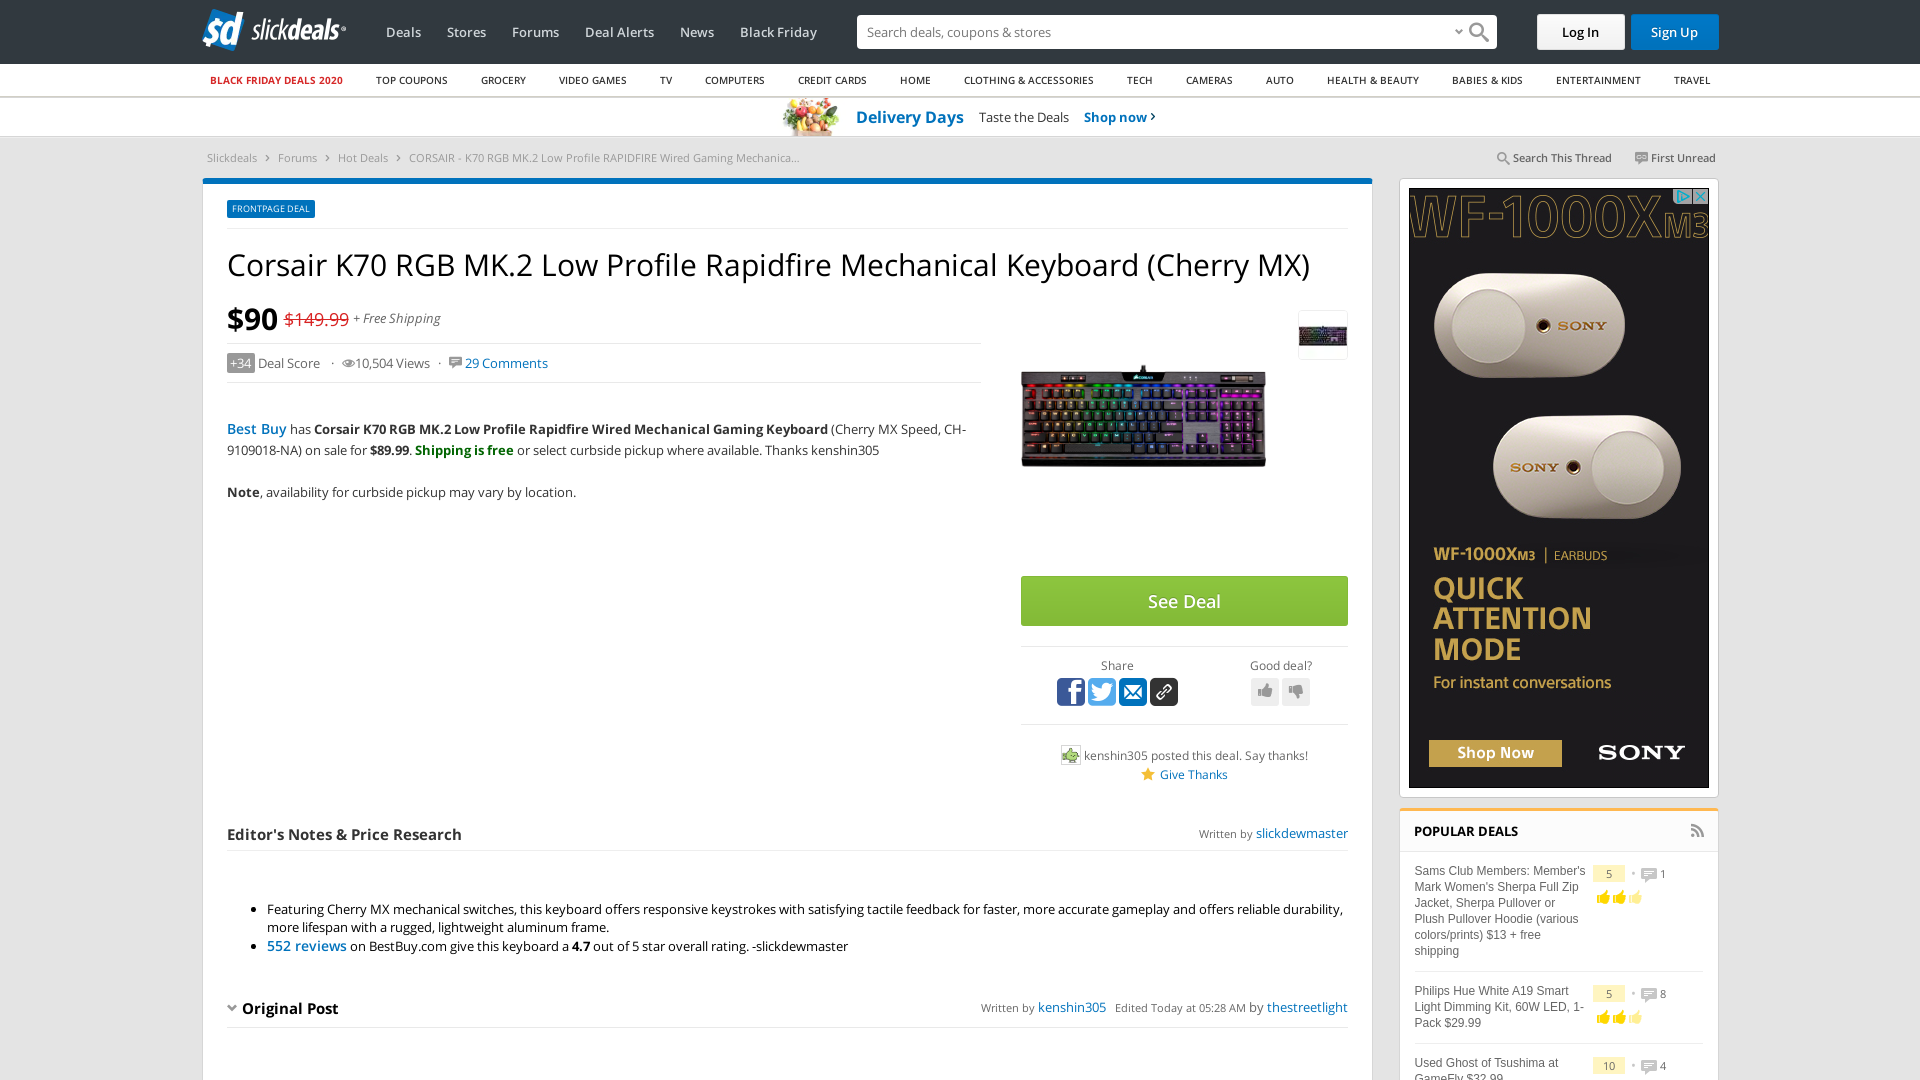 slickdeals
Deals
Stores
Forums
Deal Alerts
News
Black Friday
Search deals, coupons & stores
Log In
Sign Up
BLACK FRIDAY DEALS 2020
TOP COUPONS
GROCERY
VIDEO GAMES
TV
COMPUTERS
CREDIT CARDS
HOME
CLOTHING & ACCESSORIES
TECH
CAMERAS
AUTO
HEALTH & BEAUTY
BABIES & KIDS
ENTERTAINMENT
TRAVEL
Delivery Days Taste the Deals Shop now ›
Slickdeals › Forums › Hot Deals › CORSAIR - K70 RGB MK.2 Low Profile RAPIDFIRE Wired Gaming Mechanica...
Search This Thread
First Unread
FRONTPAGE DEAL
Corsair K70 RGB MK.2 Low Profile Rapidfire Mechanical Keyboard (Cherry MX)
$90 $149.99 + Free Shipping
+34 Deal Score · 10,504 Views · 29 Comments
Best Buy has Corsair K70 RGB MK.2 Low Profile Rapidfire Wired Mechanical Gaming Keyboard (Cherry MX Speed, CH-
9109018-NA) on sale for $89.99. Shipping is free or select curbside pickup where available. Thanks kenshin305
Note, availability for curbside pickup may vary by location.
See Deal
Share
Good deal?
kenshin305 posted this deal. Say thanks!
Give Thanks
Editor's Notes & Price Research
Written by slickdewmaster
Featuring Cherry MX mechanical switches, this keyboard offers responsive keystrokes with satisfying tactile feedback for faster, more accurate gameplay and offers reliable durability,
more lifespan with a rugged, lightweight aluminum frame.
552 reviews on BestBuy.com give this keyboard a 4.7 out of 5 star overall rating. -slickdewmaster
Original Post
Written by kenshin305 Edited Today at 05:28 AM by thestreetlight
WF-1000XM3
SONY
SONY
WF-1000XM3 | EARBUDS
QUICK
ATTENTION
MODE
For instant conversations
Shop Now
SONY
POPULAR DEALS
Sams Club Members: Member's
Mark Women's Sherpa Full Zip
Jacket, Sherpa Pullover or
Plush Pullover Hoodie (various
colors/prints) $13 + free
shipping
5 • 1
Philips Hue White A19 Smart
Light Dimming Kit, 60W LED, 1-
Pack $29.99
5 • 8
Used Ghost of Tsushima at
GameFly $32.99
10 • 4